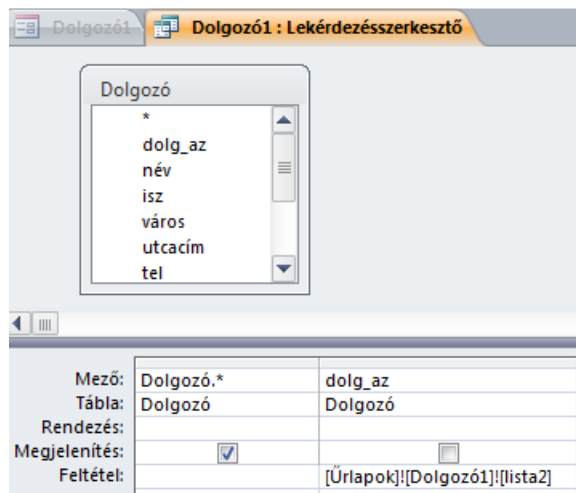 Dolgozó1 Dolgozó1 : Lekérdezésszerkesztő
Dolgozó
*
dolg_az
név
isz
város
utcacím
tel
Mező: Dolgozó.* dolg_az
Tábla: Dolgozó Dolgozó
Rendezés:
Megjelenítés:
Feltétel: [Űrlapok]![Dolgozó1]![lista2]